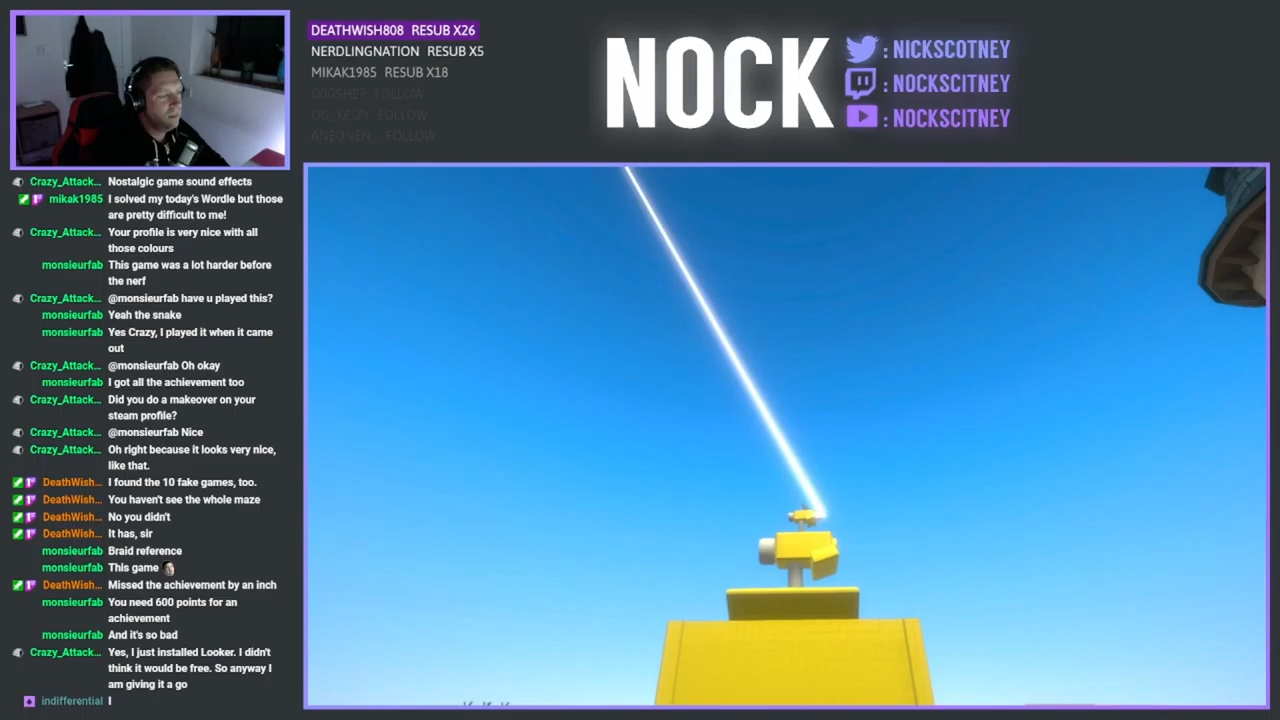 DEATHWISH808 RESUB X26
NERDLINGNATION RESUB X5
MIKAK1985 RESUB X18
D0GSHEP FOLLOW
FOLLOW
FOLLOW
NOCK
: NICKSCOTNEY
: NOCKSCITNEY
: NOCKSCITNEY
Crazy_Attack... Nostalgic game sound effects
mikak1985 I solved my today's Wordle but those
are pretty difficult to me!
Crazy_Attack... Your profile is very nice with all
those colours
monsieurfab This game was a lot harder before
the nerf
Crazy_Attack... @monsieurfab have u played this?
monsieurfab Yeah the snake
monsieurfab Yes Crazy, I played it when it came
out
Crazy_Attack... @monsieurfab Oh okay
monsieurfab I got all the achievement too
Crazy_Attack... Did you do a makeover on your
steam profile?
Crazy_Attack... @monsieurfab Nice
Crazy_Attack... Oh right because it looks very nice,
like that.
DeathWish... I found the 10 fake games, too.
DeathWish... You haven't see the whole maze
DeathWish... No you didn't
DeathWish... It has, sir
monsieurfab Braid reference
monsieurfab This game
DeathWish... Missed the achievement by an inch
monsieurfab You need 600 points for an
achievement
monsieurfab And it's so bad
Crazy_Attack... Yes, I just installed Looker. I didn't
think it would be free. So anyway I
am giving it a go
indifferential I